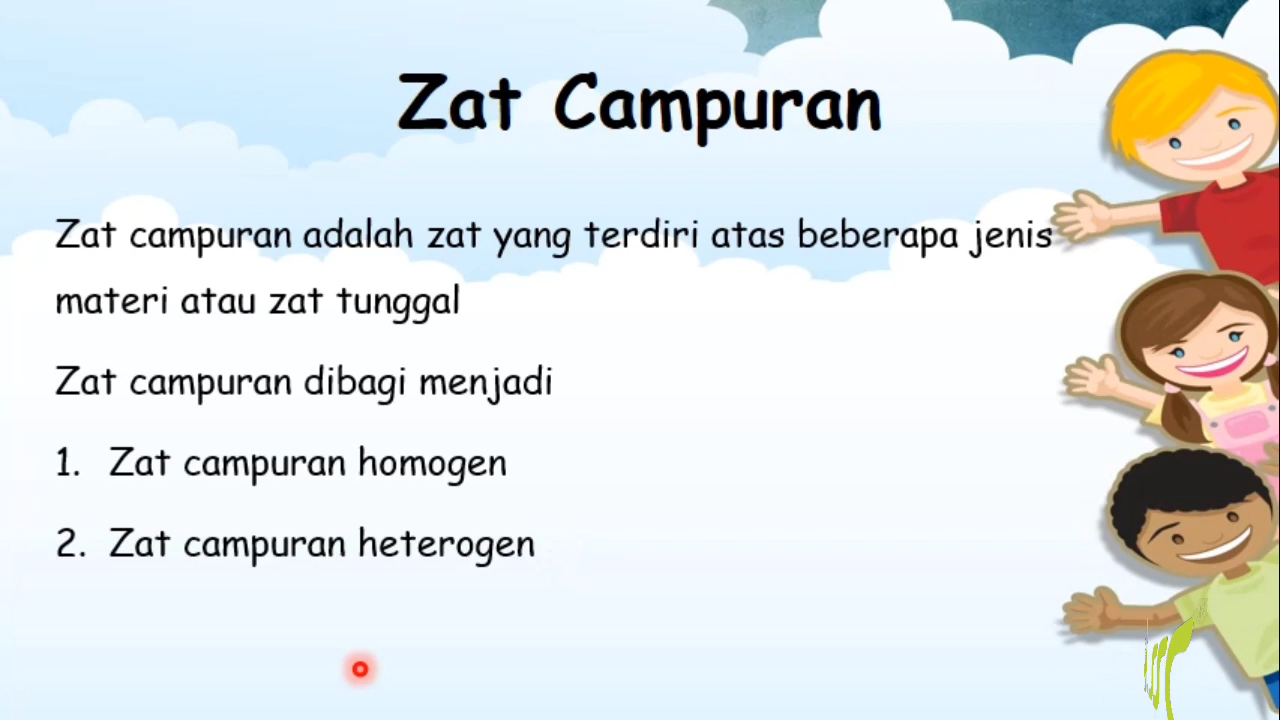 Zat Campuran
Zat campuran adalah zat yang terdiri atas beberapa jenis
materi atau zat tunggal
Zat campuran dibagi menjadi
1. Zat campuran homogen
2. Zat campuran heterogen